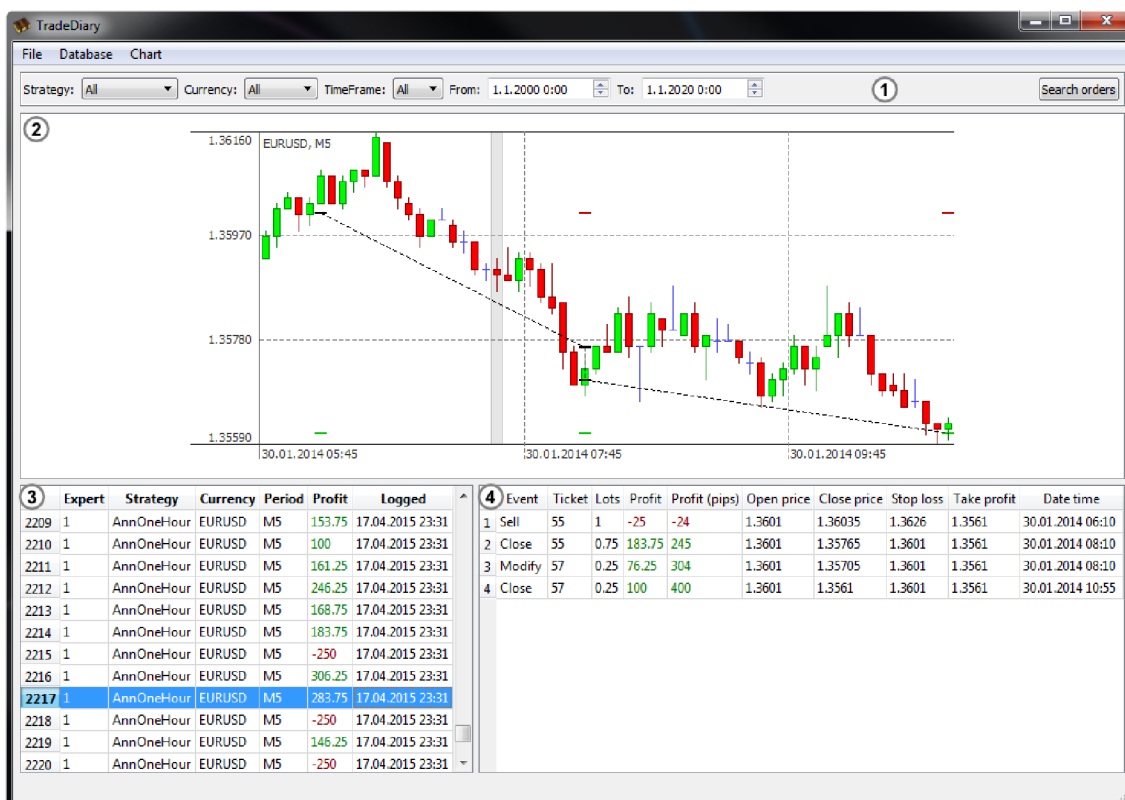 TradeDiary
File Database Chart
Strategy: All Currency: All TimeFrame: All From: 1.1.2000 0:00 To: 1.1.2020 0:00 1 Search orders
2
1.36160 EURUSD, M5
1.35970
1.35780
1.35590
30.01.2014 05:45 30.01.2014 07:45 30.01.2014 09:45
3 Expert Strategy Currency Period Profit Logged
2209 1 AnnOneHour EURUSD M5 153.75 17.04.2015 23:31
2210 1 AnnOneHour EURUSD M5 100 17.04.2015 23:31
2211 1 AnnOneHour EURUSD M5 161.25 17.04.2015 23:31
2212 1 AnnOneHour EURUSD M5 246.25 17.04.2015 23:31
2213 1 AnnOneHour EURUSD M5 168.75 17.04.2015 23:31
2214 1 AnnOneHour EURUSD M5 183.75 17.04.2015 23:31
2215 1 AnnOneHour EURUSD M5 -250 17.04.2015 23:31
2216 1 AnnOneHour EURUSD M5 306.25 17.04.2015 23:31
2217 1 AnnOneHour EURUSD M5 283.75 17.04.2015 23:31
2218 1 AnnOneHour EURUSD M5 -250 17.04.2015 23:31
2219 1 AnnOneHour EURUSD M5 146.25 17.04.2015 23:31
2220 1 AnnOneHour EURUSD M5 -250 17.04.2015 23:31
4 Event Ticket Lots Profit Profit (pips) Open price Close price Stop loss Take profit Date time
1 Sell 55 1 -25 -24 1.3601 1.36035 1.3626 1.3561 30.01.2014 06:10
2 Close 55 0.75 183.75 245 1.3601 1.35765 1.3601 1.3561 30.01.2014 08:10
3 Modify 57 0.25 76.25 304 1.3601 1.35705 1.3601 1.3561 30.01.2014 08:10
4 Close 57 0.25 100 400 1.3601 1.3561 1.3601 1.3561 30.01.2014 10:55